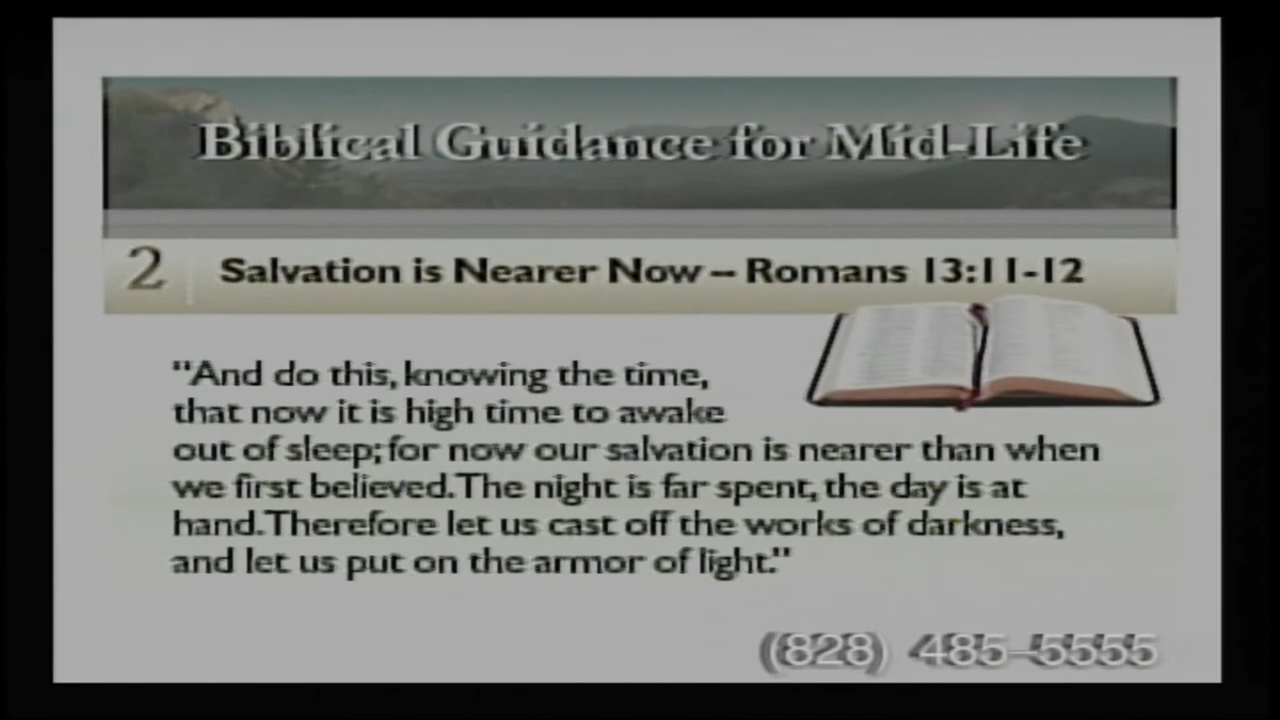 Biblical Guidance for Mid-Life
2 Salvation is Nearer Now – Romans 13:11-12
"And do this, knowing the time,
that now it is high time to awake
out of sleep; for now our salvation is nearer than when
we first believed. The night is far spent, the day is at
hand. Therefore let us cast off the works of darkness,
and let us put on the armor of light."
(828) 485-5555